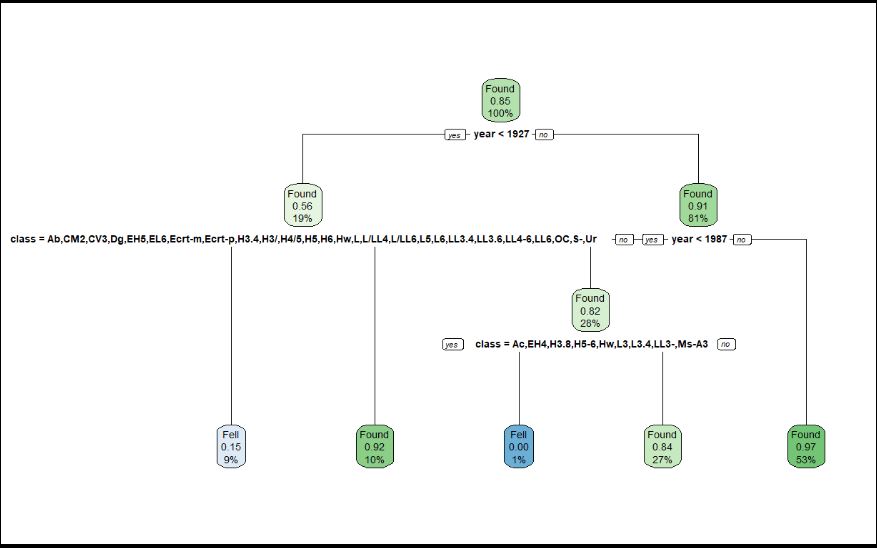 Found
0.85
100%
yes year < 1927 no
Found
0.56
19%
Found
0.91
81%
class = Ab,CM2,CV3,Dg,EH5,EL6,Ecrt-m,Ecrt-p,H3.4,H3/,H4/5,H5,H6,Hw,L,L/LL4,L/LL6,L5,L6,LL3.4,LL3.6,LL4-6,LL6,OC,S-,Ur no yes year < 1987 no
Found
0.82
28%
yes class = Ac,EH4,H3.8,H5-6,Hw,L3,L3.4,LL3-,Ms-A3 no
Fell
0.15
9%
Found
0.92
10%
Fell
0.00
1%
Found
0.84
27%
Found
0.97
53%